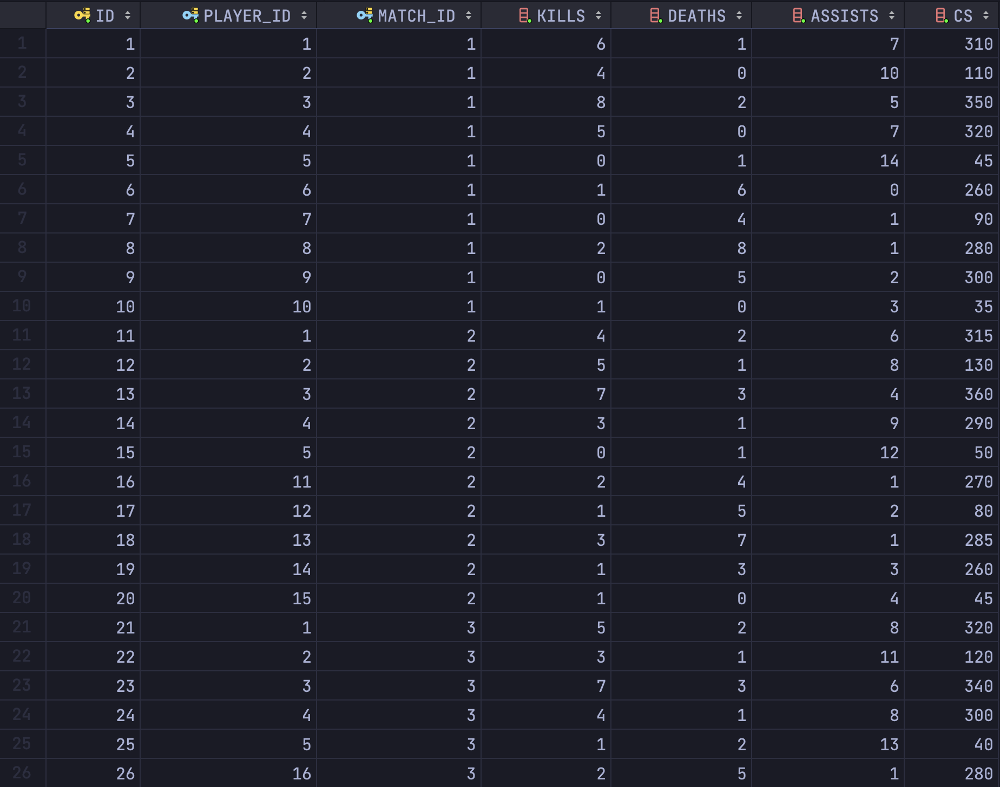 ID PLAYER_ID MATCH_ID KILLS DEATHS ASSISTS CS
1 1 1 1 6 1 7 310
2 2 2 1 4 0 10 110
3 3 3 1 8 2 5 350
4 4 4 1 5 0 7 320
5 5 5 1 0 1 14 45
6 6 6 1 1 6 0 260
7 7 7 1 0 4 1 90
8 8 8 1 2 8 1 280
9 9 9 1 0 5 2 300
10 10 10 1 1 0 3 35
11 11 1 2 4 2 6 315
12 12 2 2 5 1 8 130
13 13 3 2 7 3 4 360
14 14 4 2 3 1 9 290
15 15 5 2 0 1 12 50
16 16 11 2 2 4 1 270
17 17 12 2 1 5 2 80
18 18 13 2 3 7 1 285
19 19 14 2 1 3 3 260
20 20 15 2 1 0 4 45
21 21 1 3 5 2 8 320
22 22 2 3 3 1 11 120
23 23 3 3 7 3 6 340
24 24 4 3 4 1 8 300
25 25 5 3 1 2 13 40
26 26 16 3 2 5 1 280